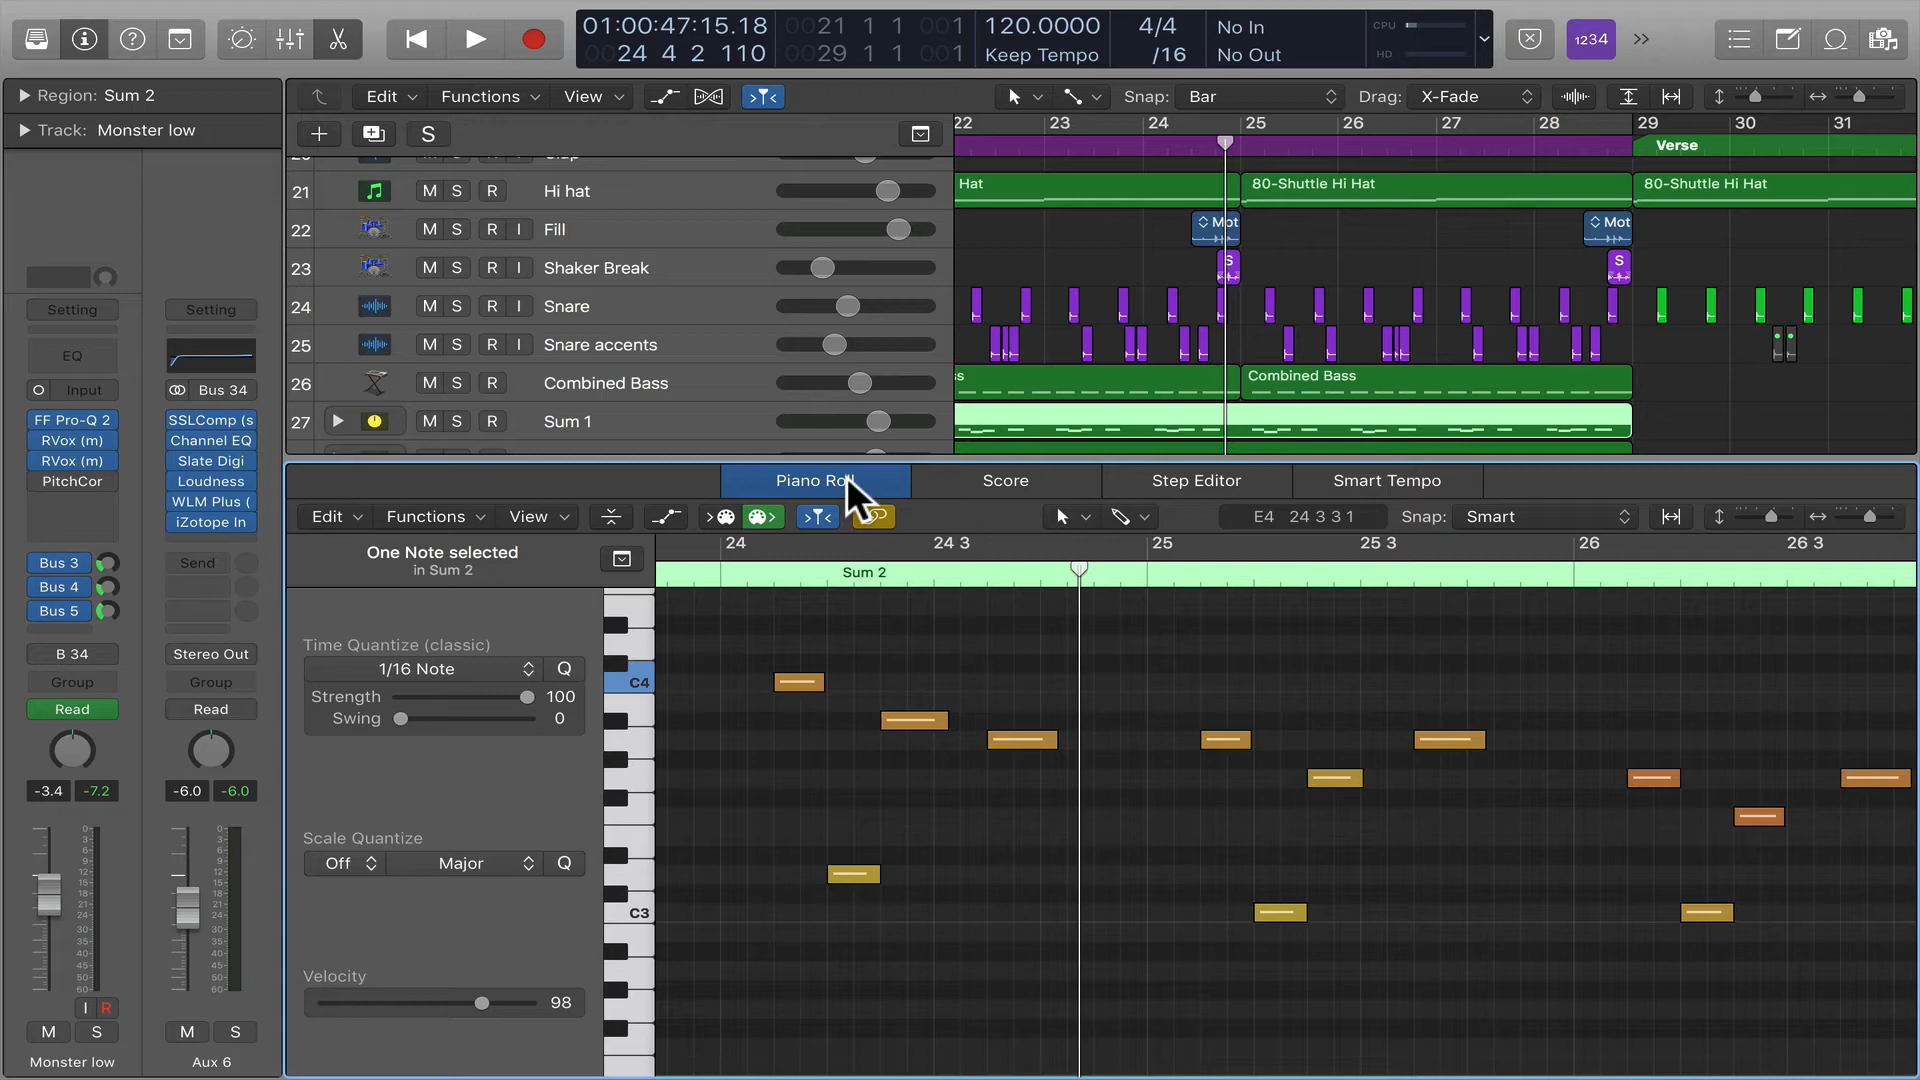 01:00:47:15.18
0021 1 1 001
120.0000
4/4
No In
CPU
1234
0024 4 2 110
0029 1 1 001
Keep Tempo
/16
No Out
HD
Region: Sum 2
Edit
Functions
View
Snap: Bar
Drag: X-Fade
Track: Monster low
S
22 23 24 25 26 27 28 29 30 31
Verse
21 M S R Hi hat
Hat
80-Shuttle Hi Hat
80-Shuttle Hi Hat
22 M S R I Fill
Mot
Mot
23 M S R I Shaker Break
S
S
24 M S R I Snare
25 M S R I Snare accents
26 M S R Combined Bass
s
Combined Bass
27 M S R Sum 1
Setting
Setting
EQ
Input
Bus 34
FF Pro-Q 2
SSLComp (s
RVox (m)
Channel EQ
RVox (m)
Slate Digi
PitchCor
Loudness
WLM Plus (
iZotope In
Bus 3
Send
Bus 4
Bus 5
B 34
Stereo Out
Group
Group
Read
Read
-3.4 -7.2
-6.0 -6.0
I R
M S
M S
Monster low
Aux 6
Piano Ro
Score
Step Editor
Smart Tempo
Edit
Functions
View
E4 24 3 3 1
Snap: Smart
One Note selected
in Sum 2
24
24 3
25
25 3
26
26 3
Sum 2
Time Quantize (classic)
1/16 Note
Q
Strength 100
Swing 0
C4
Scale Quantize
Off
Major
Q
C3
Velocity
98